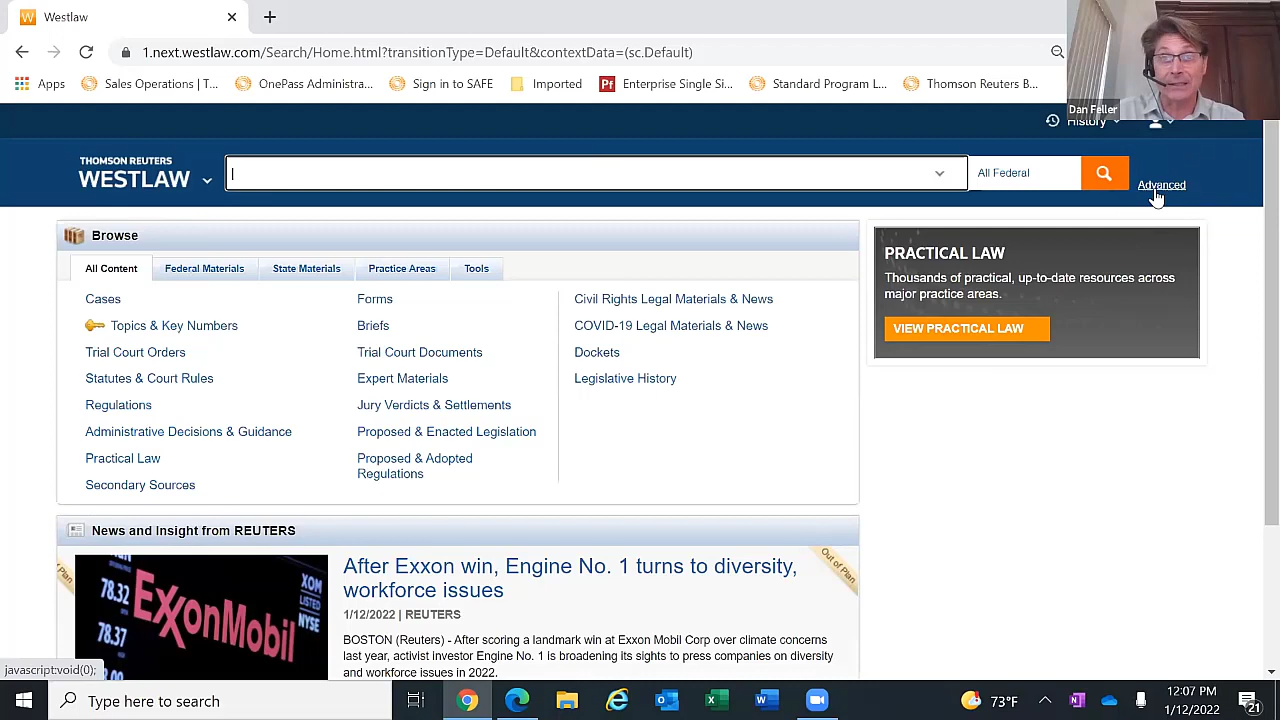 Westlaw
1.next.westlaw.com/Search/Home.html?transitionType=Default&contextData=(sc.Default)
Apps Sales Operations | T... OnePass Administra... Sign in to SAGE Imported Enterprise Single Si... Standard Program L... Thomson Reuters B...
Dan Feller
History
THOMSON REUTERS
WESTLAW
All Federal
Advanced
Browse
All Content Federal Materials State Materials Practice Areas Tools
Cases
Topics & Key Numbers
Trial Court Orders
Statutes & Court Rules
Regulations
Administrative Decisions & Guidance
Practical Law
Secondary Sources
Forms
Briefs
Trial Court Documents
Expert Materials
Jury Verdicts & Settlements
Proposed & Enacted Legislation
Proposed & Adopted
Regulations
Civil Rights Legal Materials & News
COVID-19 Legal Materials & News
Dockets
Legislative History
PRACTICAL LAW
Thousands of practical, up-to-date resources across
major practice areas.
VIEW PRACTICAL LAW
News and Insight from REUTERS
After Exxon win, Engine No. 1 turns to diversity,
workforce issues
1/12/2022 | REUTERS
BOSTON (Reuters) - After scoring a landmark win at Exxon Mobil Corp over climate concerns
last year, activist investor Engine No. 1 is broadening its sights to press companies on diversity
and workforce issues in 2022.
Out of Plan
78.32
78.37
ExxonMobil
XOM
LISTED
NYSE
javascript:void(0);
Type here to search
73°F
12:07 PM
1/12/2022
21